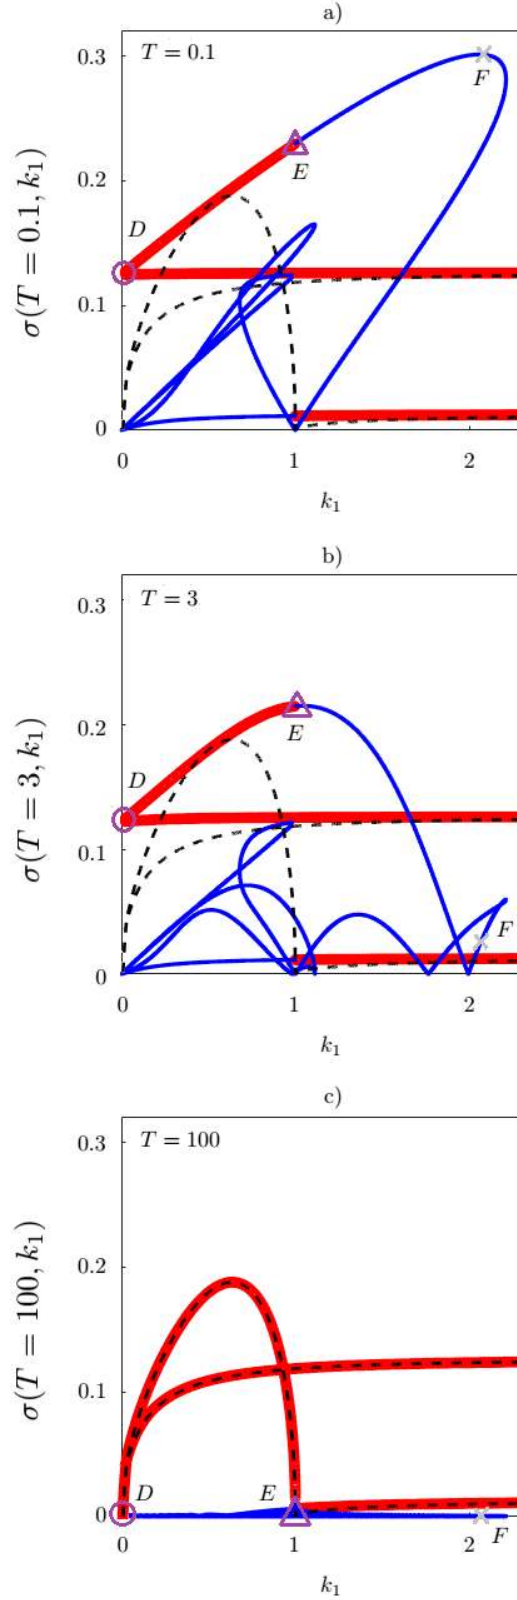 a)
T = 0.1
0.3
F
0.2
E
D
0.1
0
0 1 2
k₁
σ(T = 0.1, k₁)
b)
T = 3
0.3
0.2
E
D
0.1
F
0
0 1 2
k₁
σ(T = 3, k₁)
c)
T = 100
0.3
0.2
0.1
D E
0
F
0 1 2
k₁
σ(T = 100, k₁)